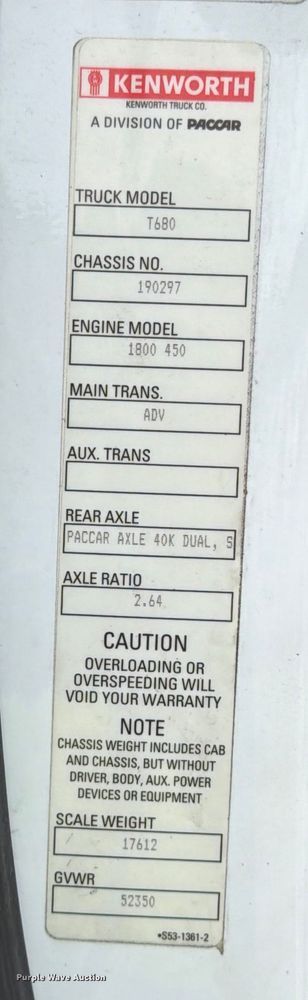 KENWORTH
KENWORTH TRUCK CO.
A DIVISION OF PACCAR
TRUCK MODEL
T680
CHASSIS NO.
190297
ENGINE MODEL
1800 450
MAIN TRANS.
ADV
AUX. TRANS
REAR AXLE
PACCAR AXLE 40K DUAL, S
AXLE RATIO
2.64
CAUTION
OVERLOADING OR
OVERSPEEDING WILL
VOID YOUR WARRANTY
NOTE
CHASSIS WEIGHT INCLUDES CAB
AND CHASSIS, BUT WITHOUT
DRIVER, BODY, AUX. POWER
DEVICES OR EQUIPMENT
SCALE WEIGHT
17612
GVWR
52350
•S53-1361-2
Purple Wave Auction